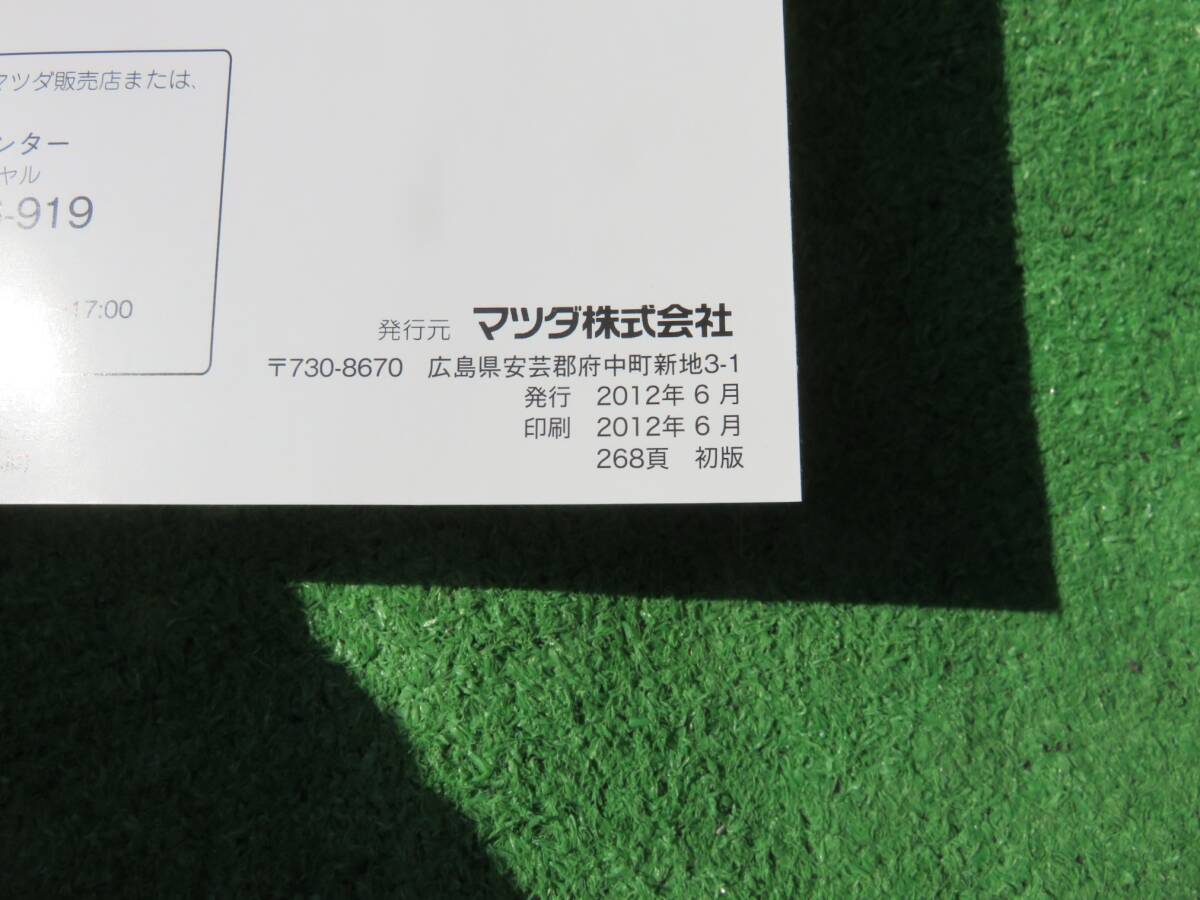 マツダ販売店または、
ンター
ヤル
-919
17:00
発行元 マツダ株式会社
〒730-8670 広島県安芸郡府中町新地3-1
発行 2012年 6 月
印刷 2012年 6 月
268頁 初版